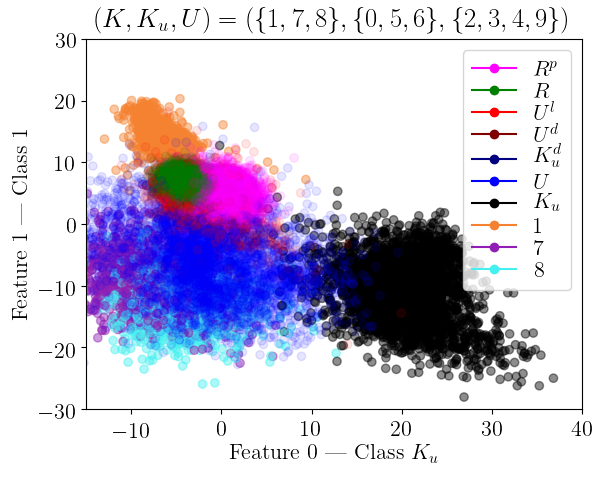 (K, K_u, U) = ({1, 7, 8}, {0, 5, 6}, {2, 3, 4, 9})
30
20
10
0
−10
−20
−30
Feature 1 — Class 1
R^p
R
U^l
U^d
K_u^d
U
K_u
1
7
8
−10
0
10
20
30
40
Feature 0 — Class K_u